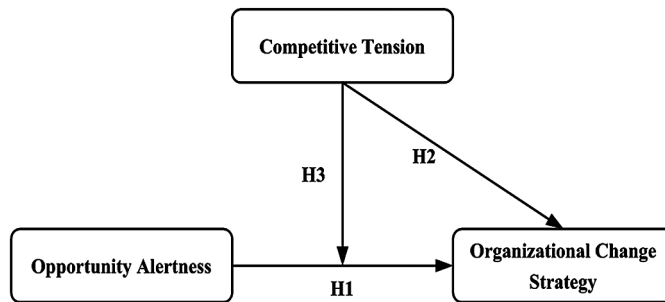 Competitive Tension
H3
H2
Opportunity Alertness
H1
Organizational Change
Strategy